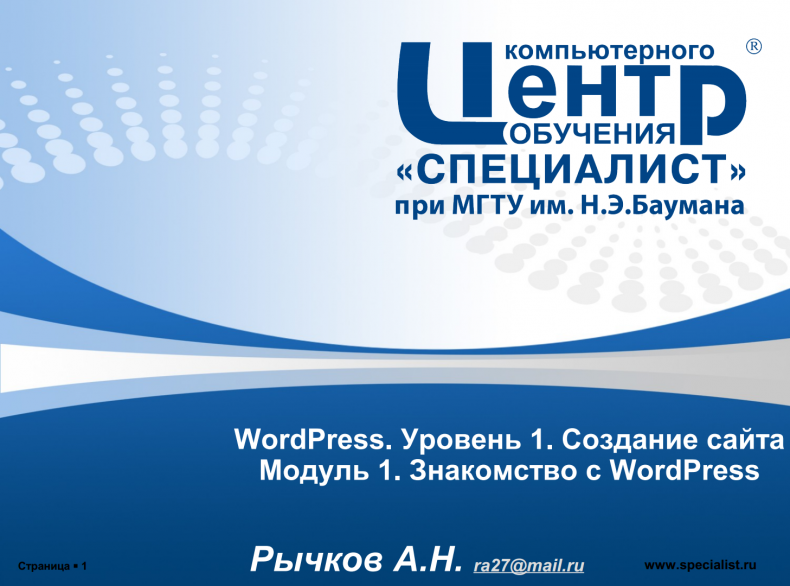 компьютерного ®
Центр
ОБУЧЕНИЯ
«СПЕЦИАЛИСТ»
при МГТУ им. Н.Э.Баумана
WordPress. Уровень 1. Создание сайта
Модуль 1. Знакомство с WordPress
Рычков А.Н. ra27@mail.ru
Страница ▪ 1
www.specialist.ru